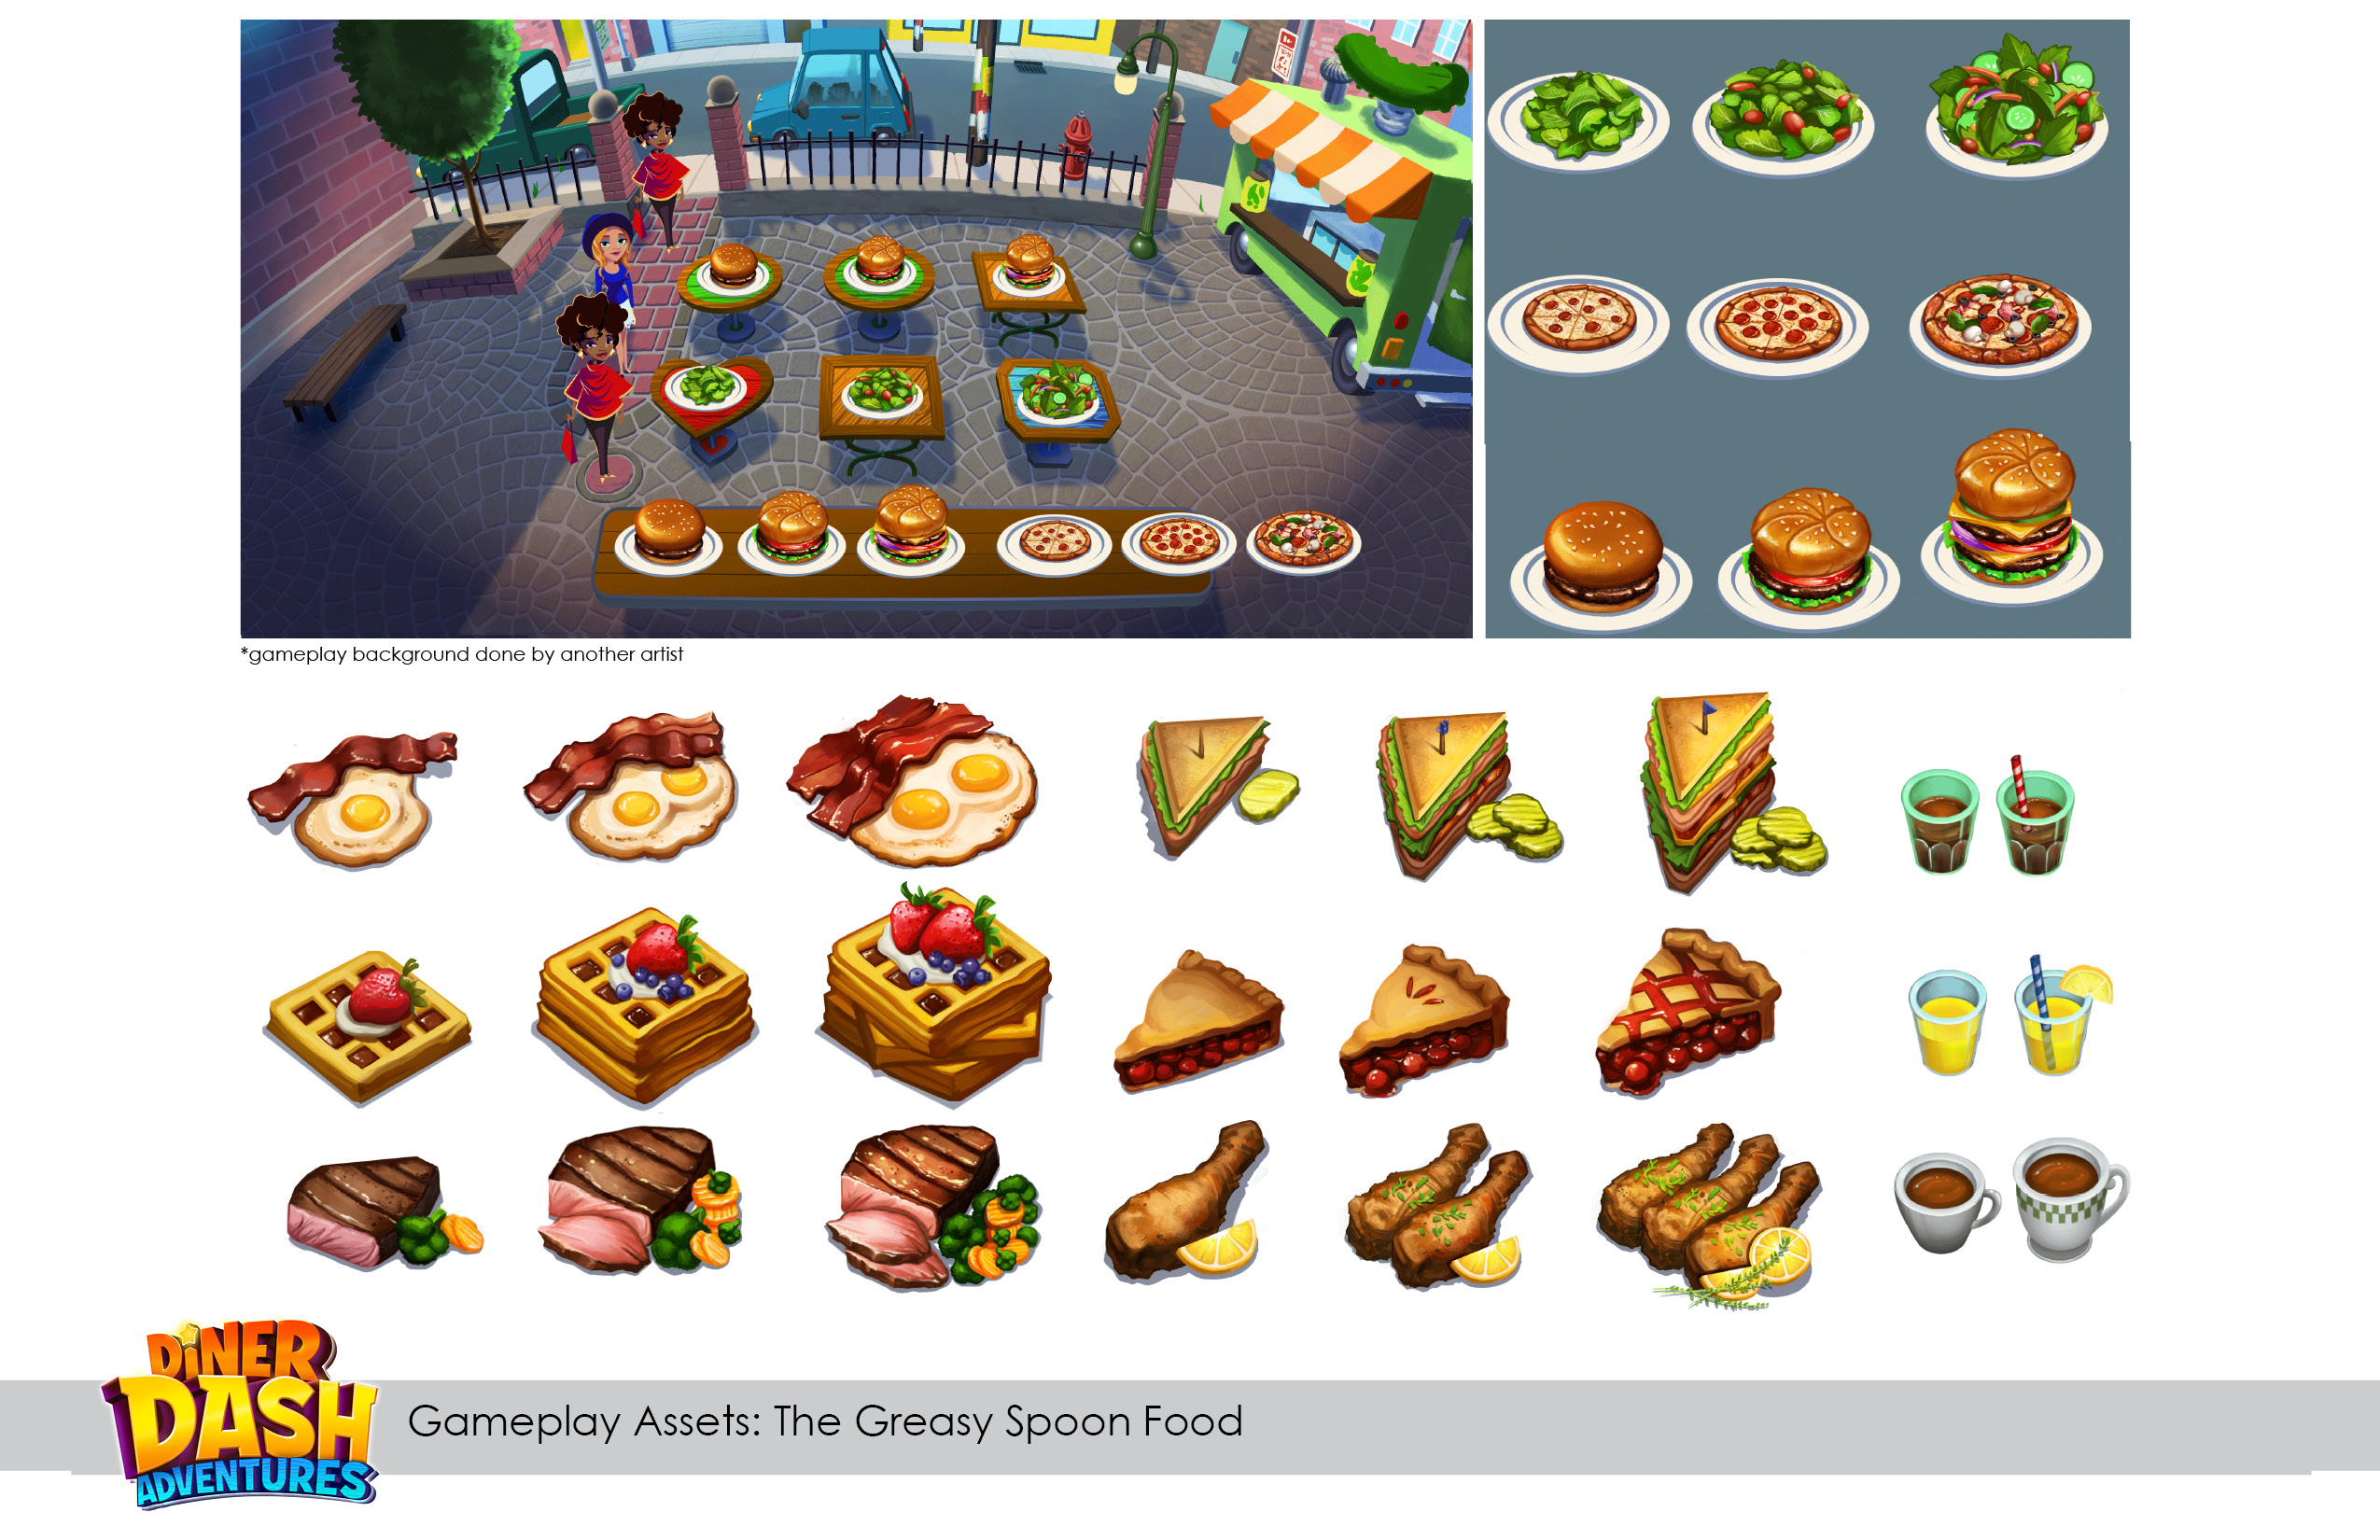 *gameplay background done by another artist
DiNER
DASH
ADVENTURES
Gameplay Assets: The Greasy Spoon Food